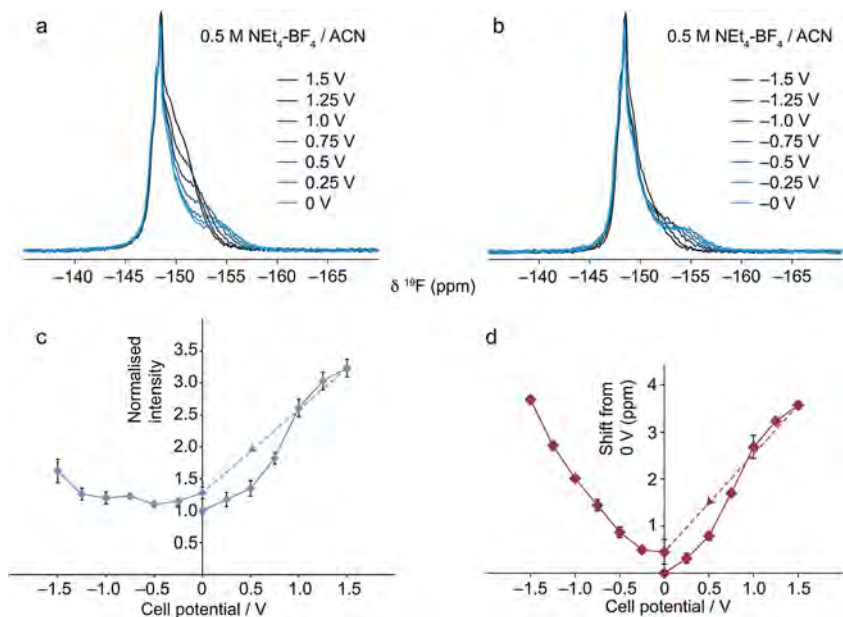 a
0.5 M NEt₄-BF₄ / ACN
1.5 V
1.25 V
1.0 V
0.75 V
0.5 V
0.25 V
0 V
−140 −145 −150 −155 −160 −165
b
0.5 M NEt₄-BF₄ / ACN
−1.5 V
−1.25 V
−1.0 V
−0.75 V
−0.5 V
−0.25 V
−0 V
−140 −145 −150 −155 −160 −165
δ ¹⁹F (ppm)
c
Normalised
intensity
3.5
3.0
2.5
2.0
1.5
1.0
0.5
−1.5 −1.0 −0.5 0 0.5 1.0 1.5
Cell potential / V
d
Shift from
0 V (ppm)
4
3
2
1
−1.5 −1.0 −0.5 0 0.5 1.0 1.5
Cell potential / V